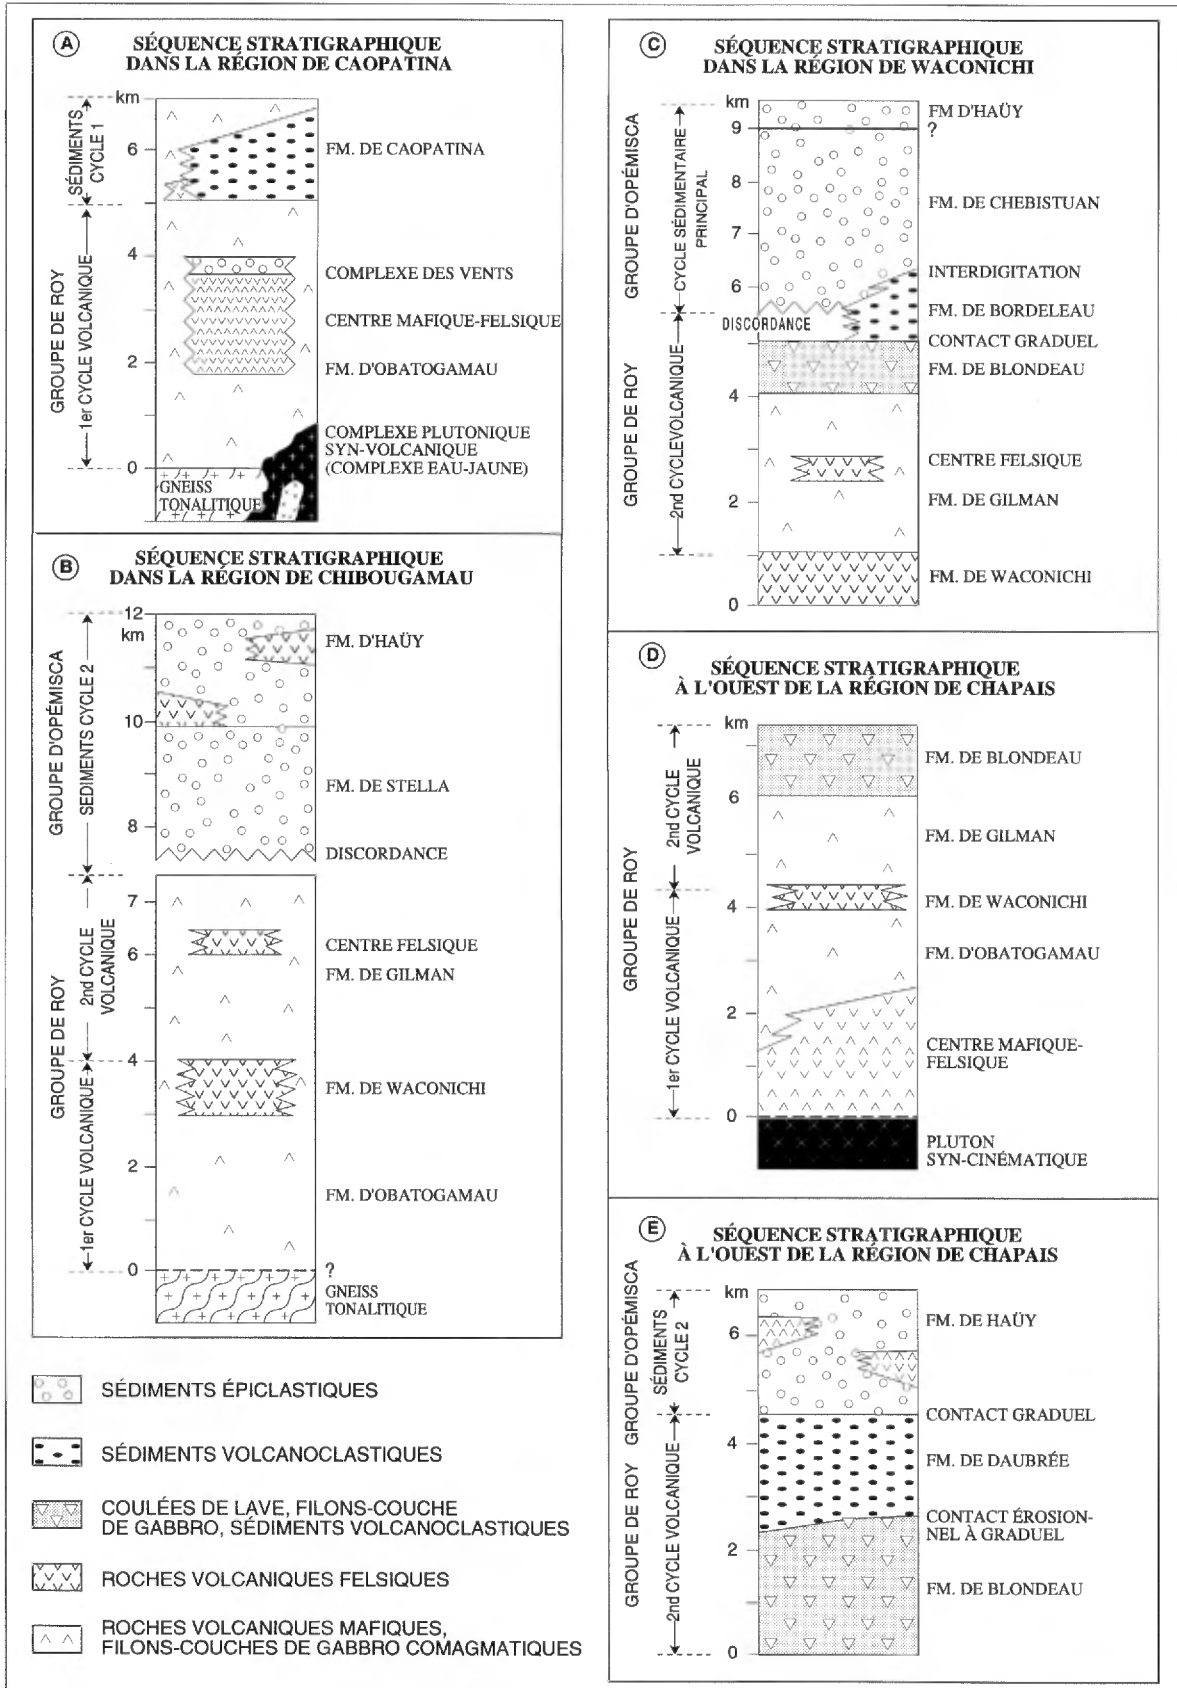 A
SÉQUENCE STRATIGRAPHIQUE
DANS LA RÉGION DE CAOPATINA
km
6
4
2
0
SÉDIMENTS
CYCLE 1
GROUPE DE ROY
1er CYCLE VOLCANIQUE
FM. DE CAOPATINA
COMPLEXE DES VENTS
CENTRE MAFIQUE-FELSIQUE
FM. D'OBATOGAMAU
COMPLEXE PLUTONIQUE
SYN-VOLCANIQUE
(COMPLEXE EAU-JAUNE)
GNEISS
TONALITIQUE
B
SÉQUENCE STRATIGRAPHIQUE
DANS LA RÉGION DE CHIBOUGAMAU
12
km
10
8
7
6
4
2
0
GROUPE D'OPÉMISCA
SEDIMENTS CYCLE 2
GROUPE DE ROY
2nd CYCLE
VOLCANIQUE
1er CYCLE VOLCANIQUE
FM. D'HAÜY
FM. DE STELLA
DISCORDANCE
CENTRE FELSIQUE
FM. DE GILMAN
FM. DE WACONICHI
FM. D'OBATOGAMAU
?
GNEISS
TONALITIQUE
SÉDIMENTS ÉPICLASTIQUES
SÉDIMENTS VOLCANOCLASTIQUES
COULÉES DE LAVE, FILONS-COUCHE
DE GABBRO, SÉDIMENTS VOLCANOCLASTIQUES
ROCHES VOLCANIQUES FELSIQUES
ROCHES VOLCANIQUES MAFIQUES,
FILONS-COUCHES DE GABBRO COMAGMATIQUES
C
SÉQUENCE STRATIGRAPHIQUE
DANS LA RÉGION DE WACONICHI
km
9
8
7
6
4
2
0
GROUPE D'OPÉMISCA
CYCLE SÉDIMENTAIRE
PRINCIPAL
GROUPE DE ROY
2nd CYCLEVOLCANIQUE
FM D'HAÜY
?
FM. DE CHEBISTUAN
INTERDIGITATION
FM. DE BORDELEAU
DISCORDANCE
CONTACT GRADUEL
FM. DE BLONDEAU
CENTRE FELSIQUE
FM. DE GILMAN
FM. DE WACONICHI
D
SÉQUENCE STRATIGRAPHIQUE
À L'OUEST DE LA RÉGION DE CHAPAIS
km
6
4
2
0
GROUPE DE ROY
2nd CYCLE
VOLCANIQUE
1er CYCLE VOLCANIQUE
FM. DE BLONDEAU
FM. DE GILMAN
FM. DE WACONICHI
FM. D'OBATOGAMAU
CENTRE MAFIQUE-
FELSIQUE
PLUTON
SYN-CINÉMATIQUE
E
SÉQUENCE STRATIGRAPHIQUE
À L'OUEST DE LA RÉGION DE CHAPAIS
km
6
4
2
0
GROUPE D'OPÉMISCA
SÉDIMENTS
CYCLE 2
GROUPE DE ROY
2nd CYCLE VOLCANIQUE
FM. DE HAÜY
CONTACT GRADUEL
FM. DE DAUBRÉE
CONTACT ÉROSION-
NEL À GRADUEL
FM. DE BLONDEAU